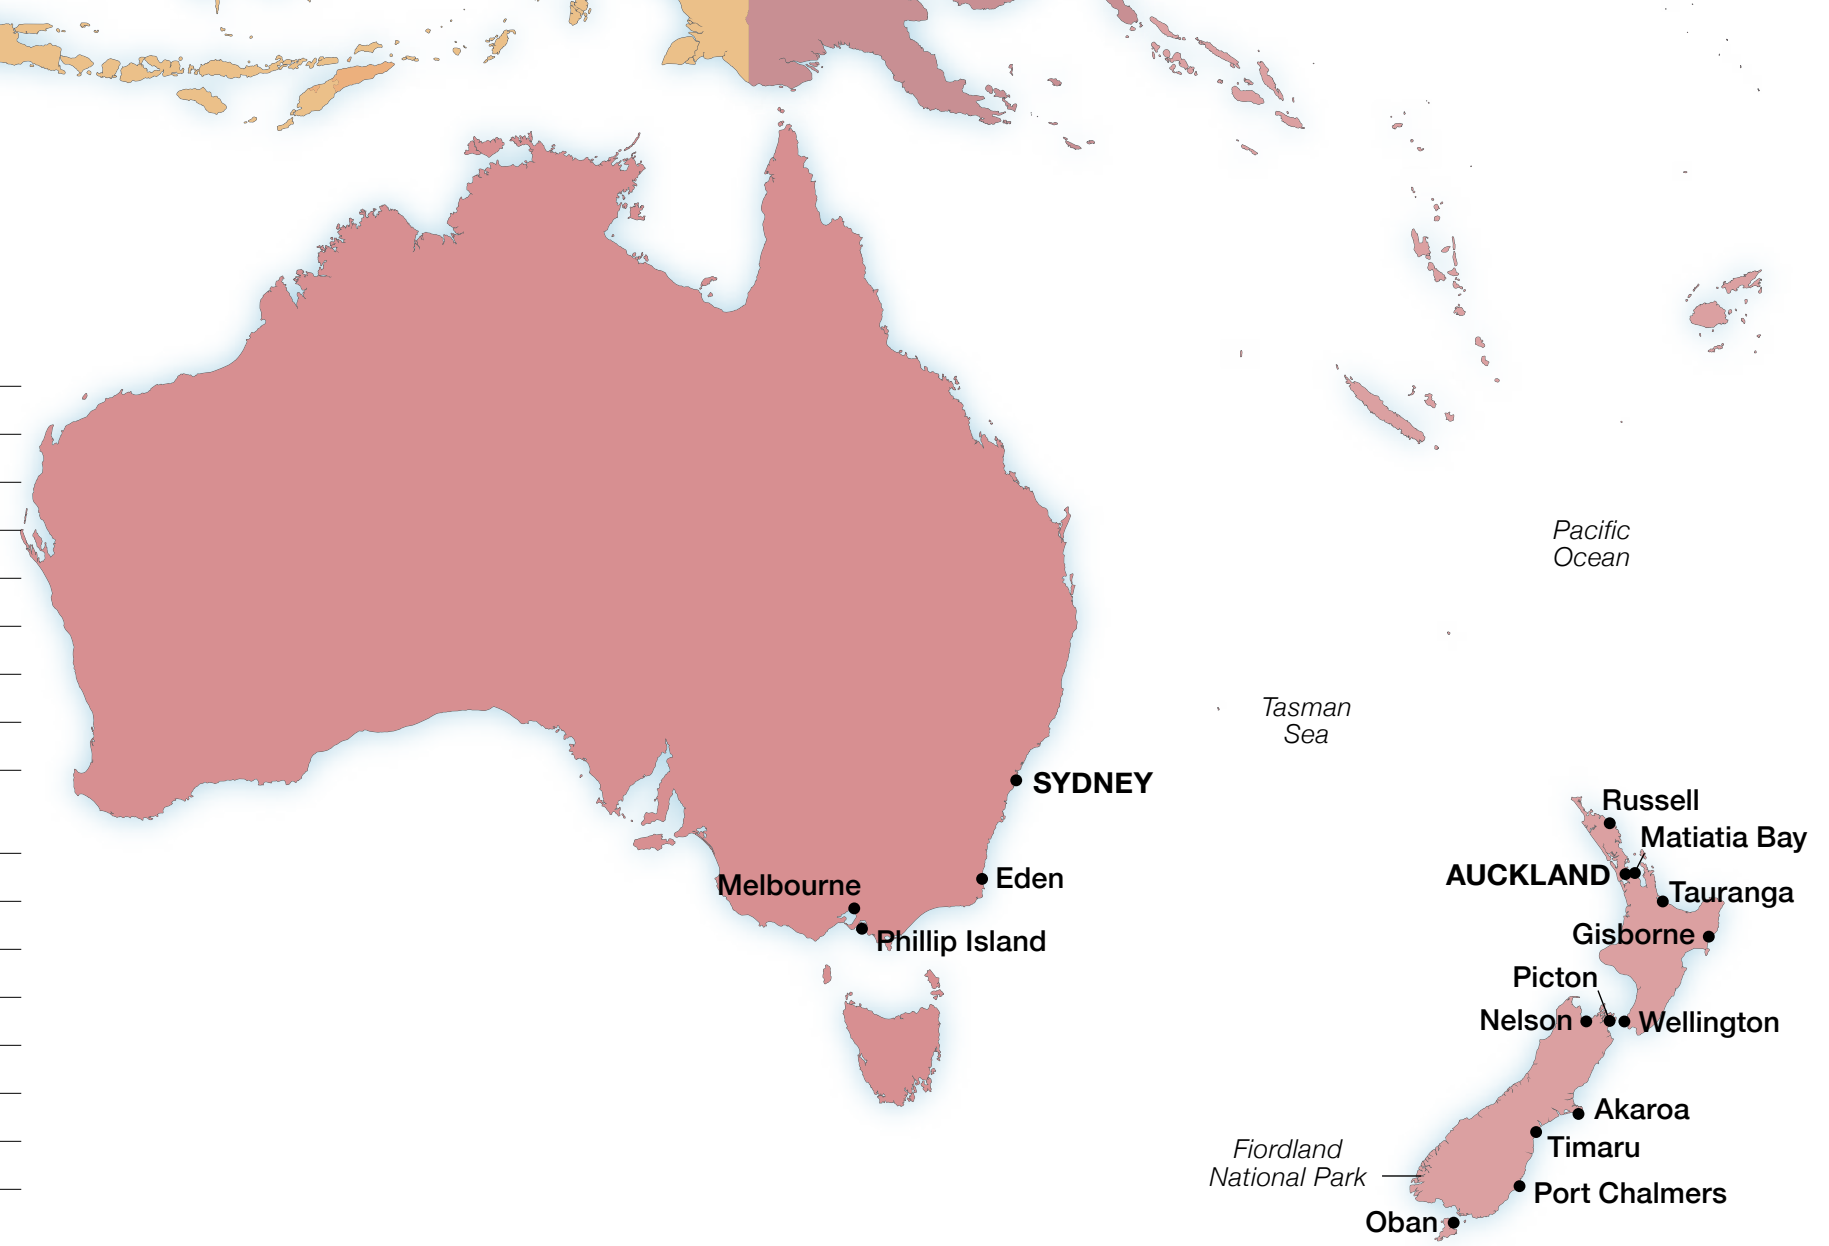 Pacific
Ocean
Tasman
Sea
SYDNEY
Russell
Matiatia Bay
AUCKLAND
Eden
Melbourne
Tauranga
Gisborne
Phillip Island
Picton
Nelson
Wellington
Akaroa
Timaru
Fiordland
National Park
Port Chalmers
Oban